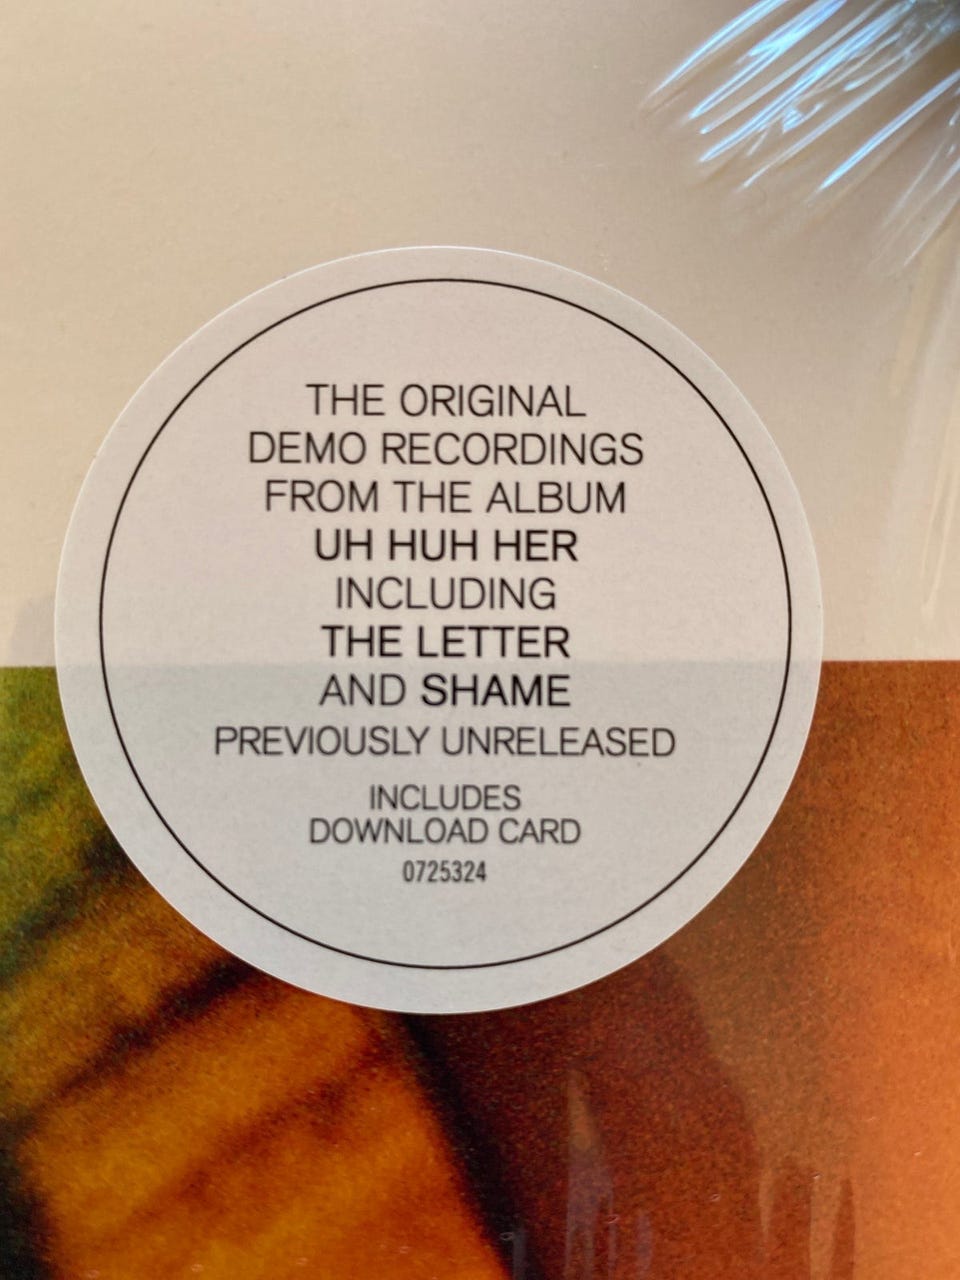 THE ORIGINAL
DEMO RECORDINGS
FROM THE ALBUM
UH HUH HER
INCLUDING
THE LETTER
AND SHAME
PREVIOUSLY UNRELEASED
INCLUDES
DOWNLOAD CARD
0725324